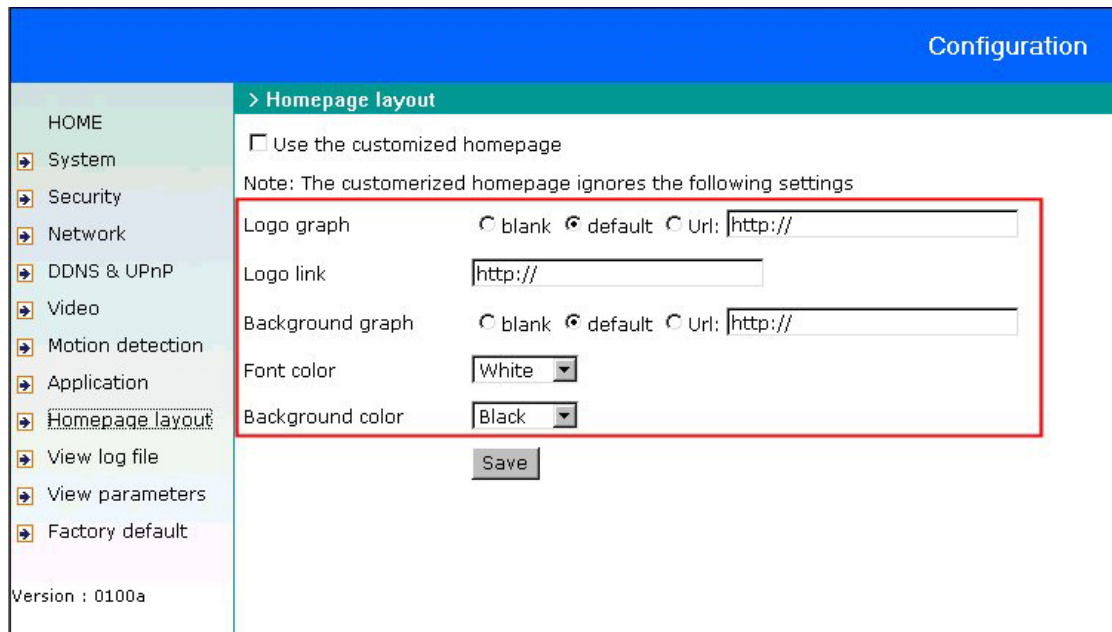 Configuration
HOME
System
Security
Network
DDNS & UPnP
Video
Motion detection
Application
Homepage layout
View log file
View parameters
Factory default
Version : 0100a
> Homepage layout
Use the customized homepage
Note: The customerized homepage ignores the following settings
Logo graph blank default Url: http://
Logo link http://
Background graph blank default Url: http://
Font color White
Background color Black
Save